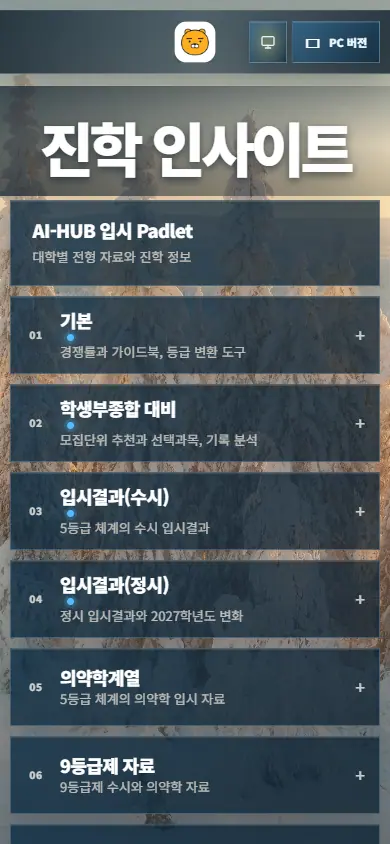 PC 버전
진학 인사이트
AI-HUB 입시 Padlet
대학별 전형 자료와 진학 정보
01
기본
경쟁률과 가이드북, 등급 변환 도구
+
02
학생부종합 대비
모집단위 추천과 선택과목, 기록 분석
+
03
입시결과(수시)
5등급 체계의 수시 입시결과
+
04
입시결과(정시)
정시 입시결과와 2027학년도 변화
+
05
의약학계열
5등급 체계의 의약학 입시 자료
+
06
9등급제 자료
9등급제 수시와 의약학 자료
+